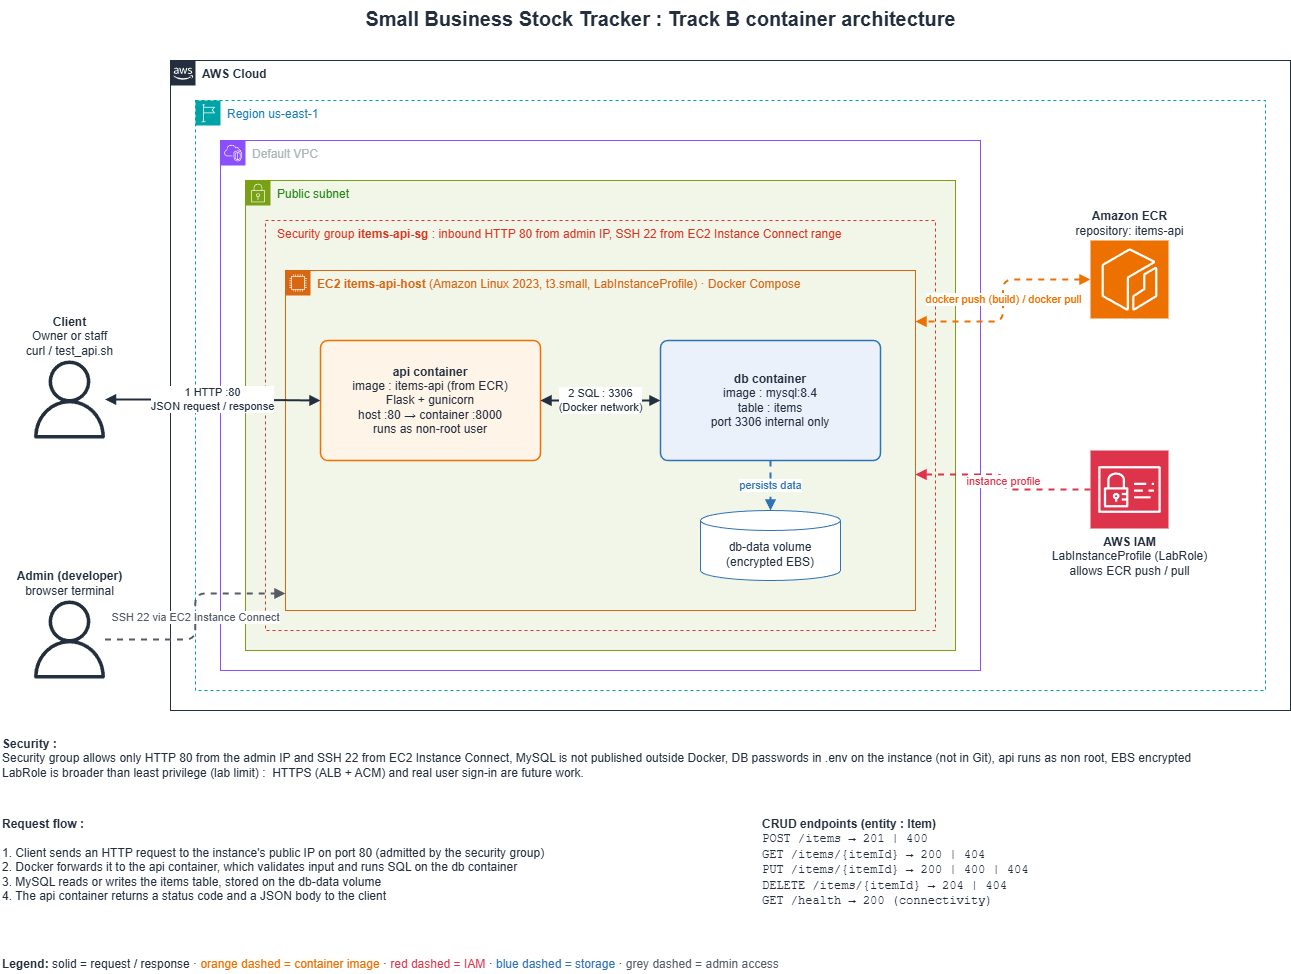 Small Business Stock Tracker : Track B container architecture
aws
AWS Cloud
Region us-east-1
Default VPC
Public subnet
Security group items-api-sg : inbound HTTP 80 from admin IP, SSH 22 from EC2 Instance Connect range
EC2 items-api-host (Amazon Linux 2023, t3.small, LabInstanceProfile) · Docker Compose
Amazon ECR
repository: items-api
docker push (build) / docker pull
Client
Owner or staff
curl / test_api.sh
1 HTTP :80
JSON request / response
api container
image : items-api (from ECR)
Flask + gunicorn
host :80 → container :8000
runs as non-root user
2 SQL : 3306
(Docker network)
db container
image : mysql:8.4
table : items
port 3306 internal only
persists data
db-data volume
(encrypted EBS)
instance profile
AWS IAM
LabInstanceProfile (LabRole)
allows ECR push / pull
Admin (developer)
browser terminal
SSH 22 via EC2 Instance Connect
Security :
Security group allows only HTTP 80 from the admin IP and SSH 22 from EC2 Instance Connect, MySQL is not published outside Docker, DB passwords in .env on the instance (not in Git), api runs as non root, EBS encrypted
LabRole is broader than least privilege (lab limit) :  HTTPS (ALB + ACM) and real user sign-in are future work.
Request flow :
1. Client sends an HTTP request to the instance's public IP on port 80 (admitted by the security group)
2. Docker forwards it to the api container, which validates input and runs SQL on the db container
3. MySQL reads or writes the items table, stored on the db-data volume
4. The api container returns a status code and a JSON body to the client
CRUD endpoints (entity : Item)
POST /items → 201 | 400
GET /items/{itemId} → 200 | 404
PUT /items/{itemId} → 200 | 400 | 404
DELETE /items/{itemId} → 204 | 404
GET /health → 200 (connectivity)
Legend: solid = request / response · orange dashed = container image · red dashed = IAM · blue dashed = storage · grey dashed = admin access